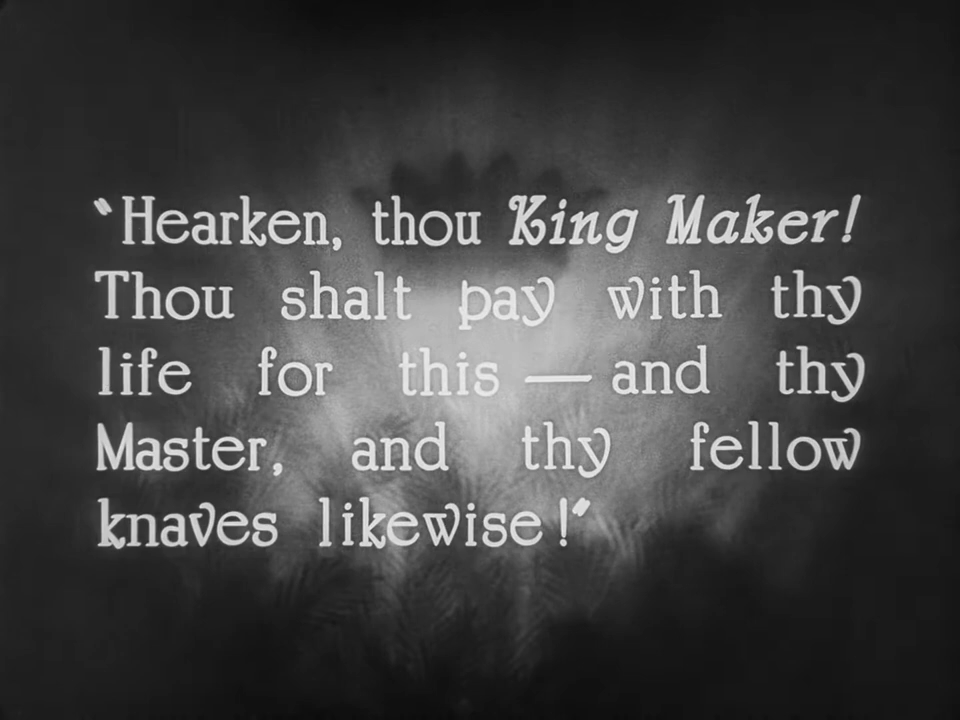 "Hearken, thou King Maker!
Thou shalt pay with thy
life for this — and thy
Master, and thy fellow
knaves likewise!"